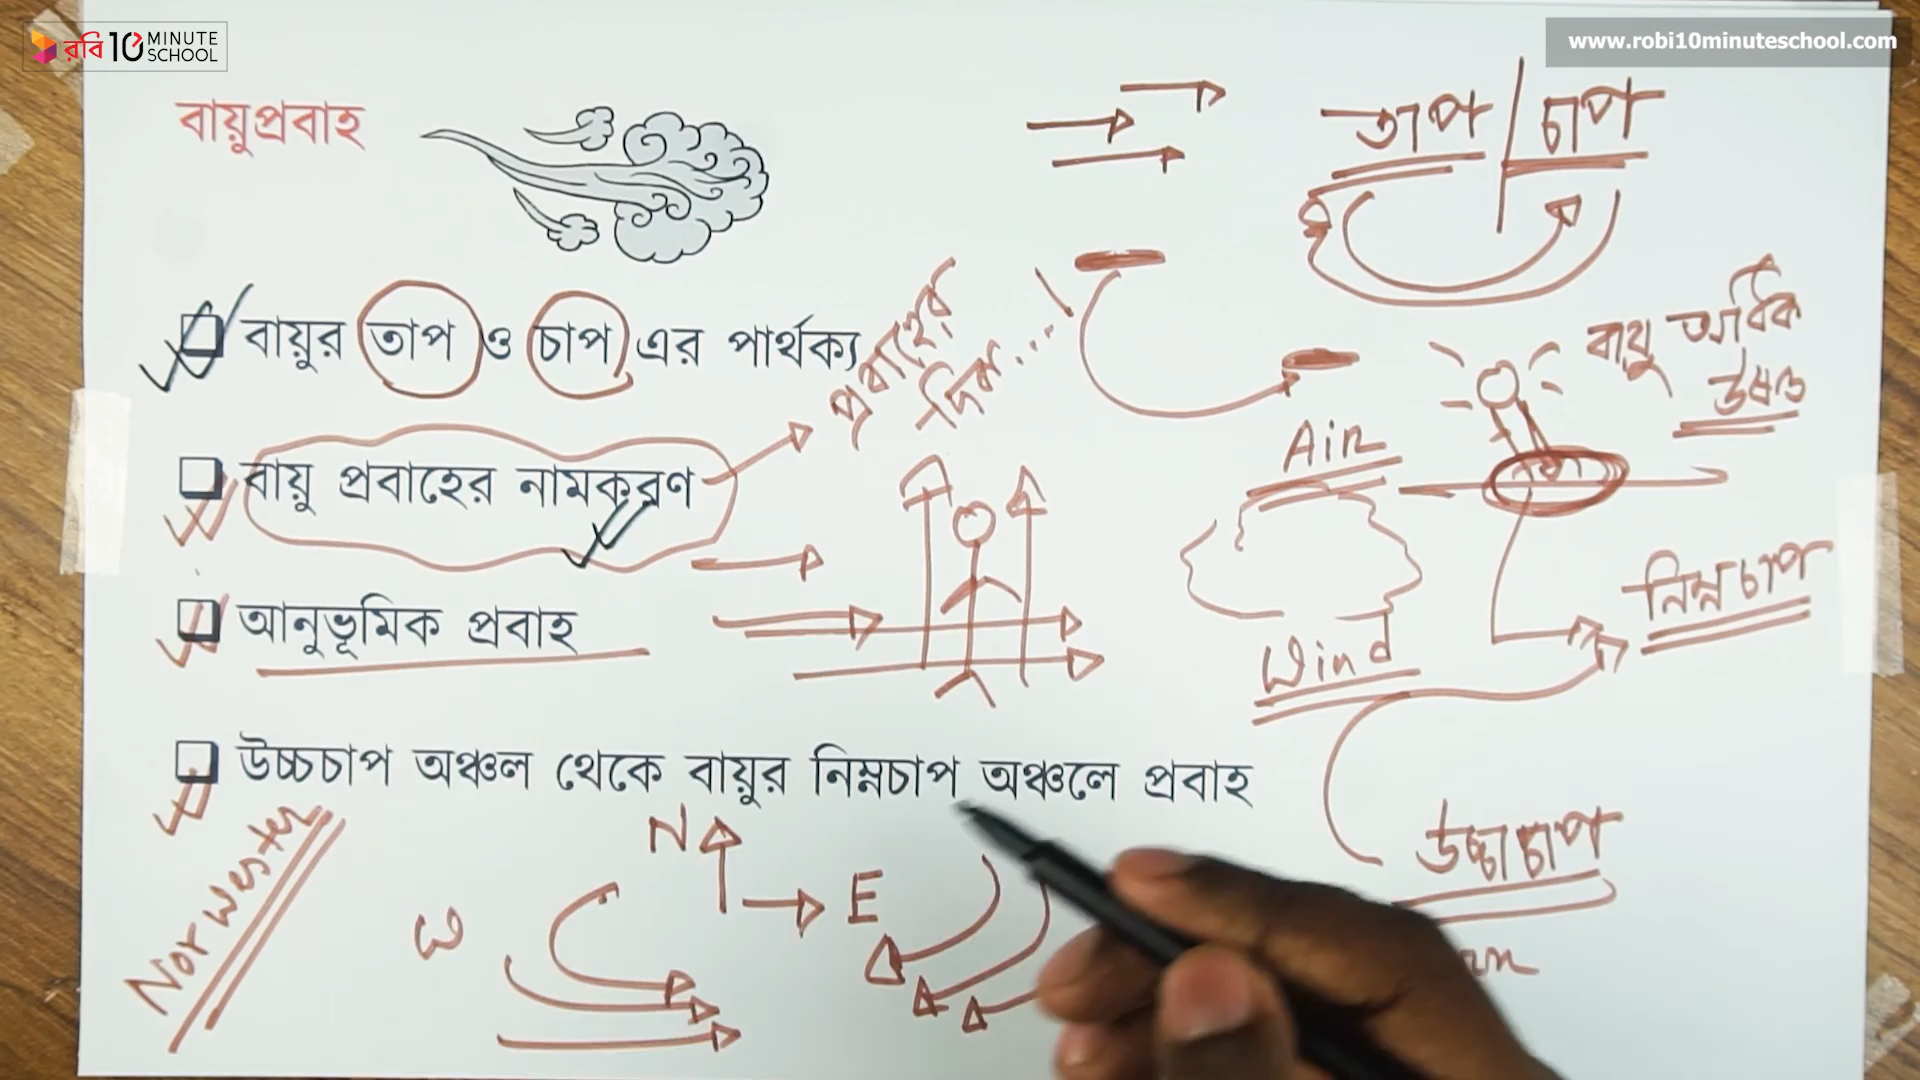 রবি 10 MINUTE SCHOOL
www.robi10minuteschool.com
বায়ুপ্রবাহ
তাপ চাপ
বায়ুর তাপ ও চাপ এর পার্থক্য
প্রবাহের দিক...!
বায়ু অধিক উষ্ণ
Air
বায়ু প্রবাহের নামকরণ
নিম্নচাপ
আনুভূমিক প্রবাহ
Wind
উচ্চচাপ অঞ্চল থেকে বায়ুর নিম্নচাপ অঞ্চলে প্রবাহ
উচ্চচাপ
Norwester
N
E
W